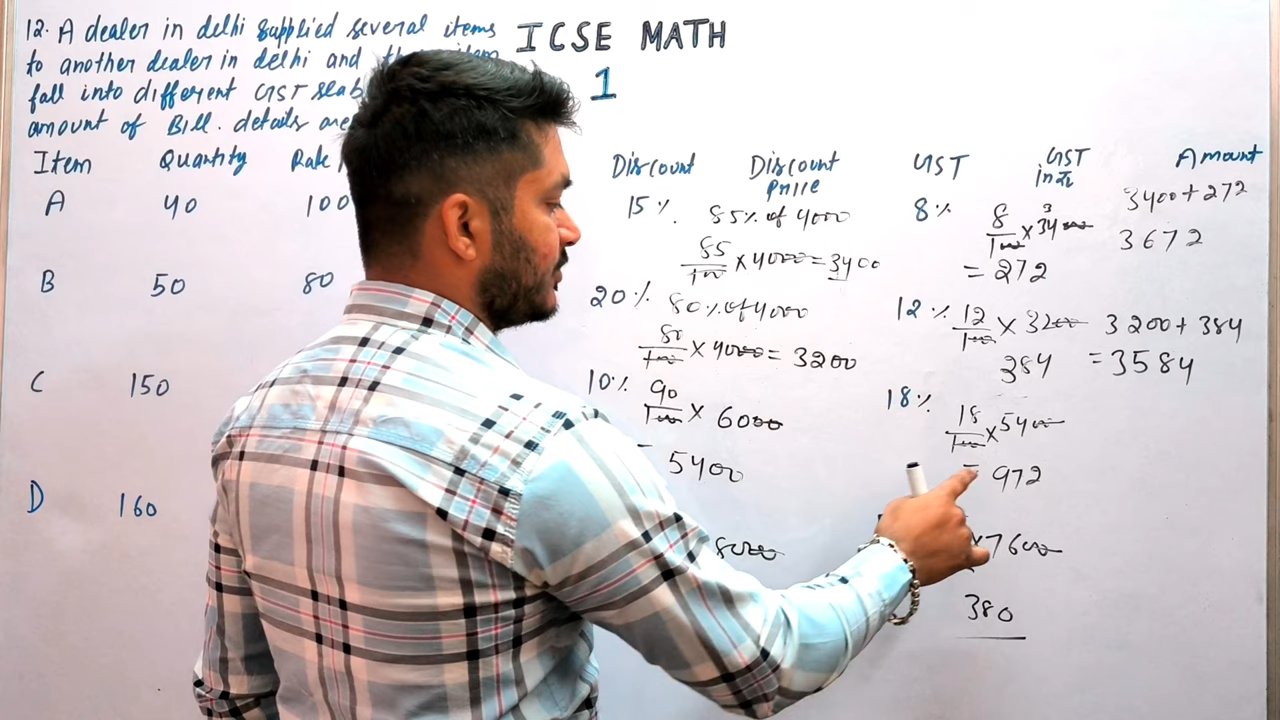 12. A dealer in delhi supplied several items
to another dealer in delhi and
fall into different GST slab
amount of Bill. details are
ICSE MATH
1
Item Quantity Rate Discount Discount Price GST GST in ₹ Amount
A 40 100 15% 85% of 4000 8% 8/100 × 3400 3400 + 272
85/100 × 4000 = 3400 = 272 3672
B 50 80 20% 80% of 4000 12% 12/100 × 3200 3200 + 384
80/100 × 4000 = 3200 384 = 3584
C 150 10% 90/100 × 6000 18% 18/100 × 5400
= 5400 = 972
D 160 8000 ×7600
380